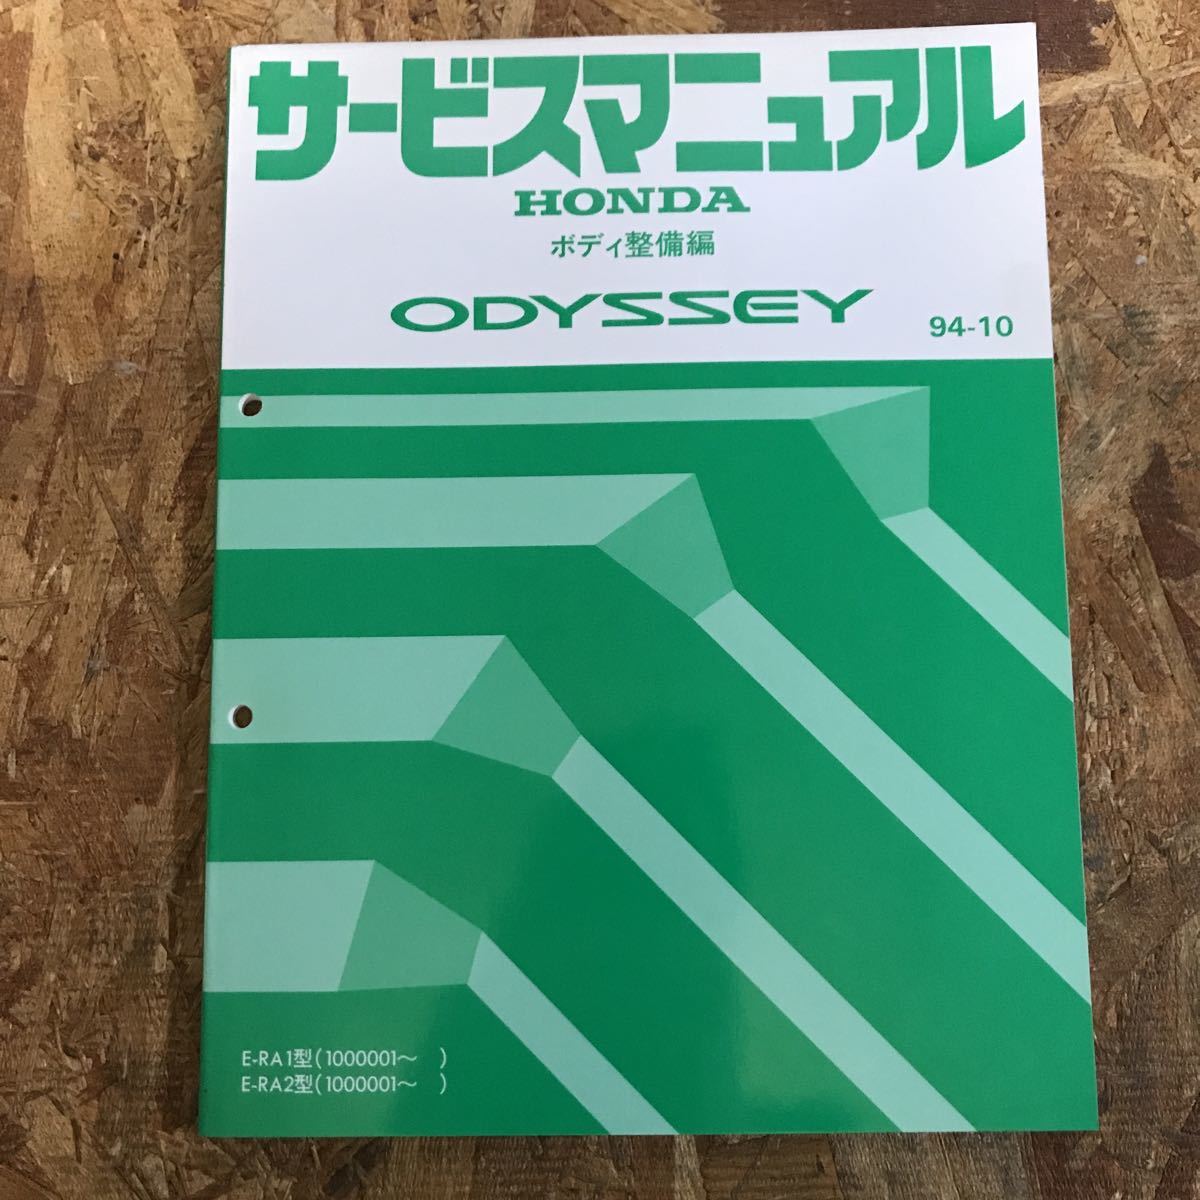 サービスマニュアル
HONDA
ボディ整備編
ODYSSEY
94-10
E-RA1型(1000001～　)
E-RA2型(1000001～　)